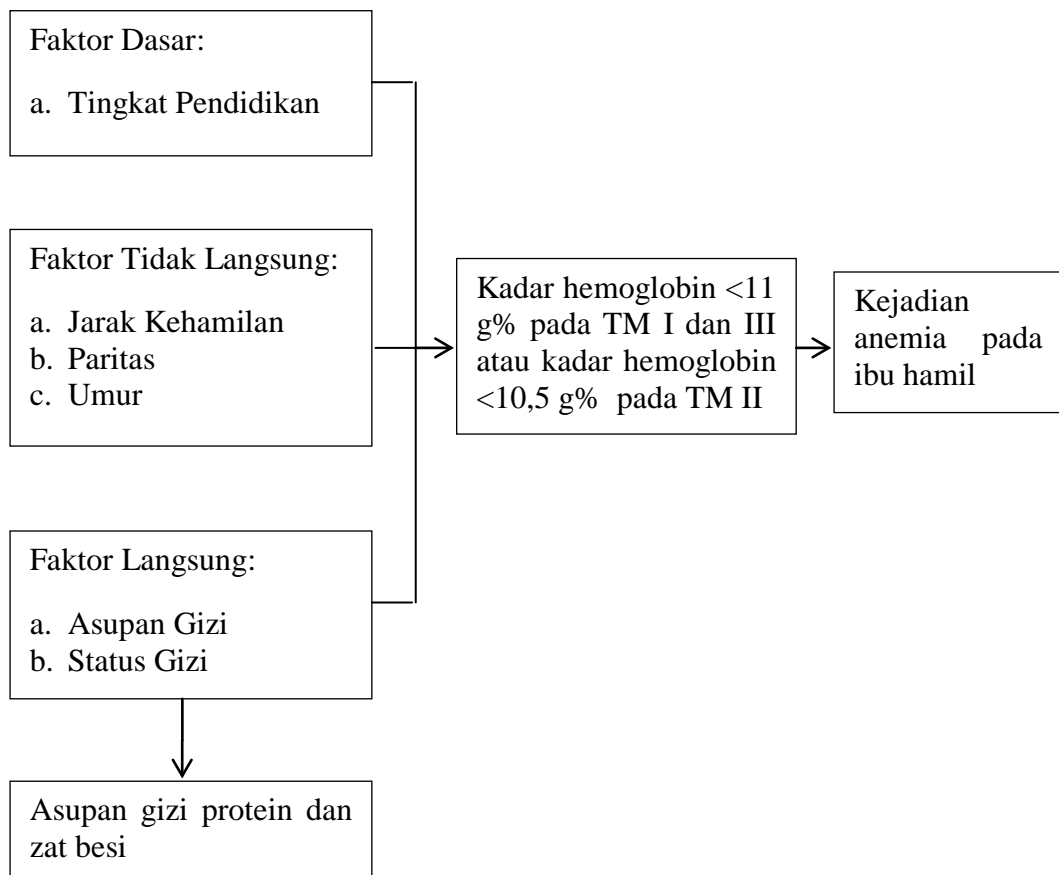 Faktor Dasar:
a. Tingkat Pendidikan
Faktor Tidak Langsung:
a. Jarak Kehamilan
b. Paritas
c. Umur
Faktor Langsung:
a. Asupan Gizi
b. Status Gizi
Asupan gizi protein dan
zat besi
Kadar hemoglobin <11
g% pada TM I dan III
atau kadar hemoglobin
<10,5 g% pada TM II
Kejadian
anemia pada
ibu hamil